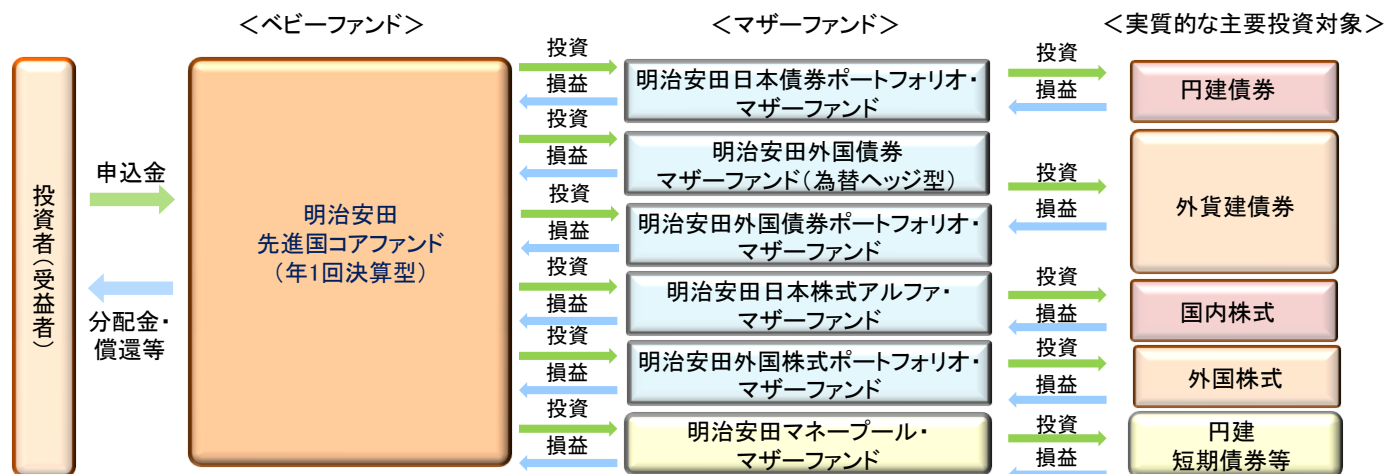 <ベビーファンド>
<マザーファンド>
<実質的な主要投資対象>
投資者(受益者)
申込金
分配金・
償還等
明治安田
先進国コアファンド
(年1回決算型)
投資
損益
投資
損益
投資
損益
投資
損益
投資
損益
投資
損益
明治安田日本債券ポートフォリオ・
マザーファンド
明治安田外国債券
マザーファンド(為替ヘッジ型)
明治安田外国債券ポートフォリオ・
マザーファンド
明治安田日本株式アルファ・
マザーファンド
明治安田外国株式ポートフォリオ・
マザーファンド
明治安田マネープール・
マザーファンド
投資
損益
投資
損益
投資
損益
投資
損益
投資
損益
円建債券
外貨建債券
国内株式
外国株式
円建
短期債券等